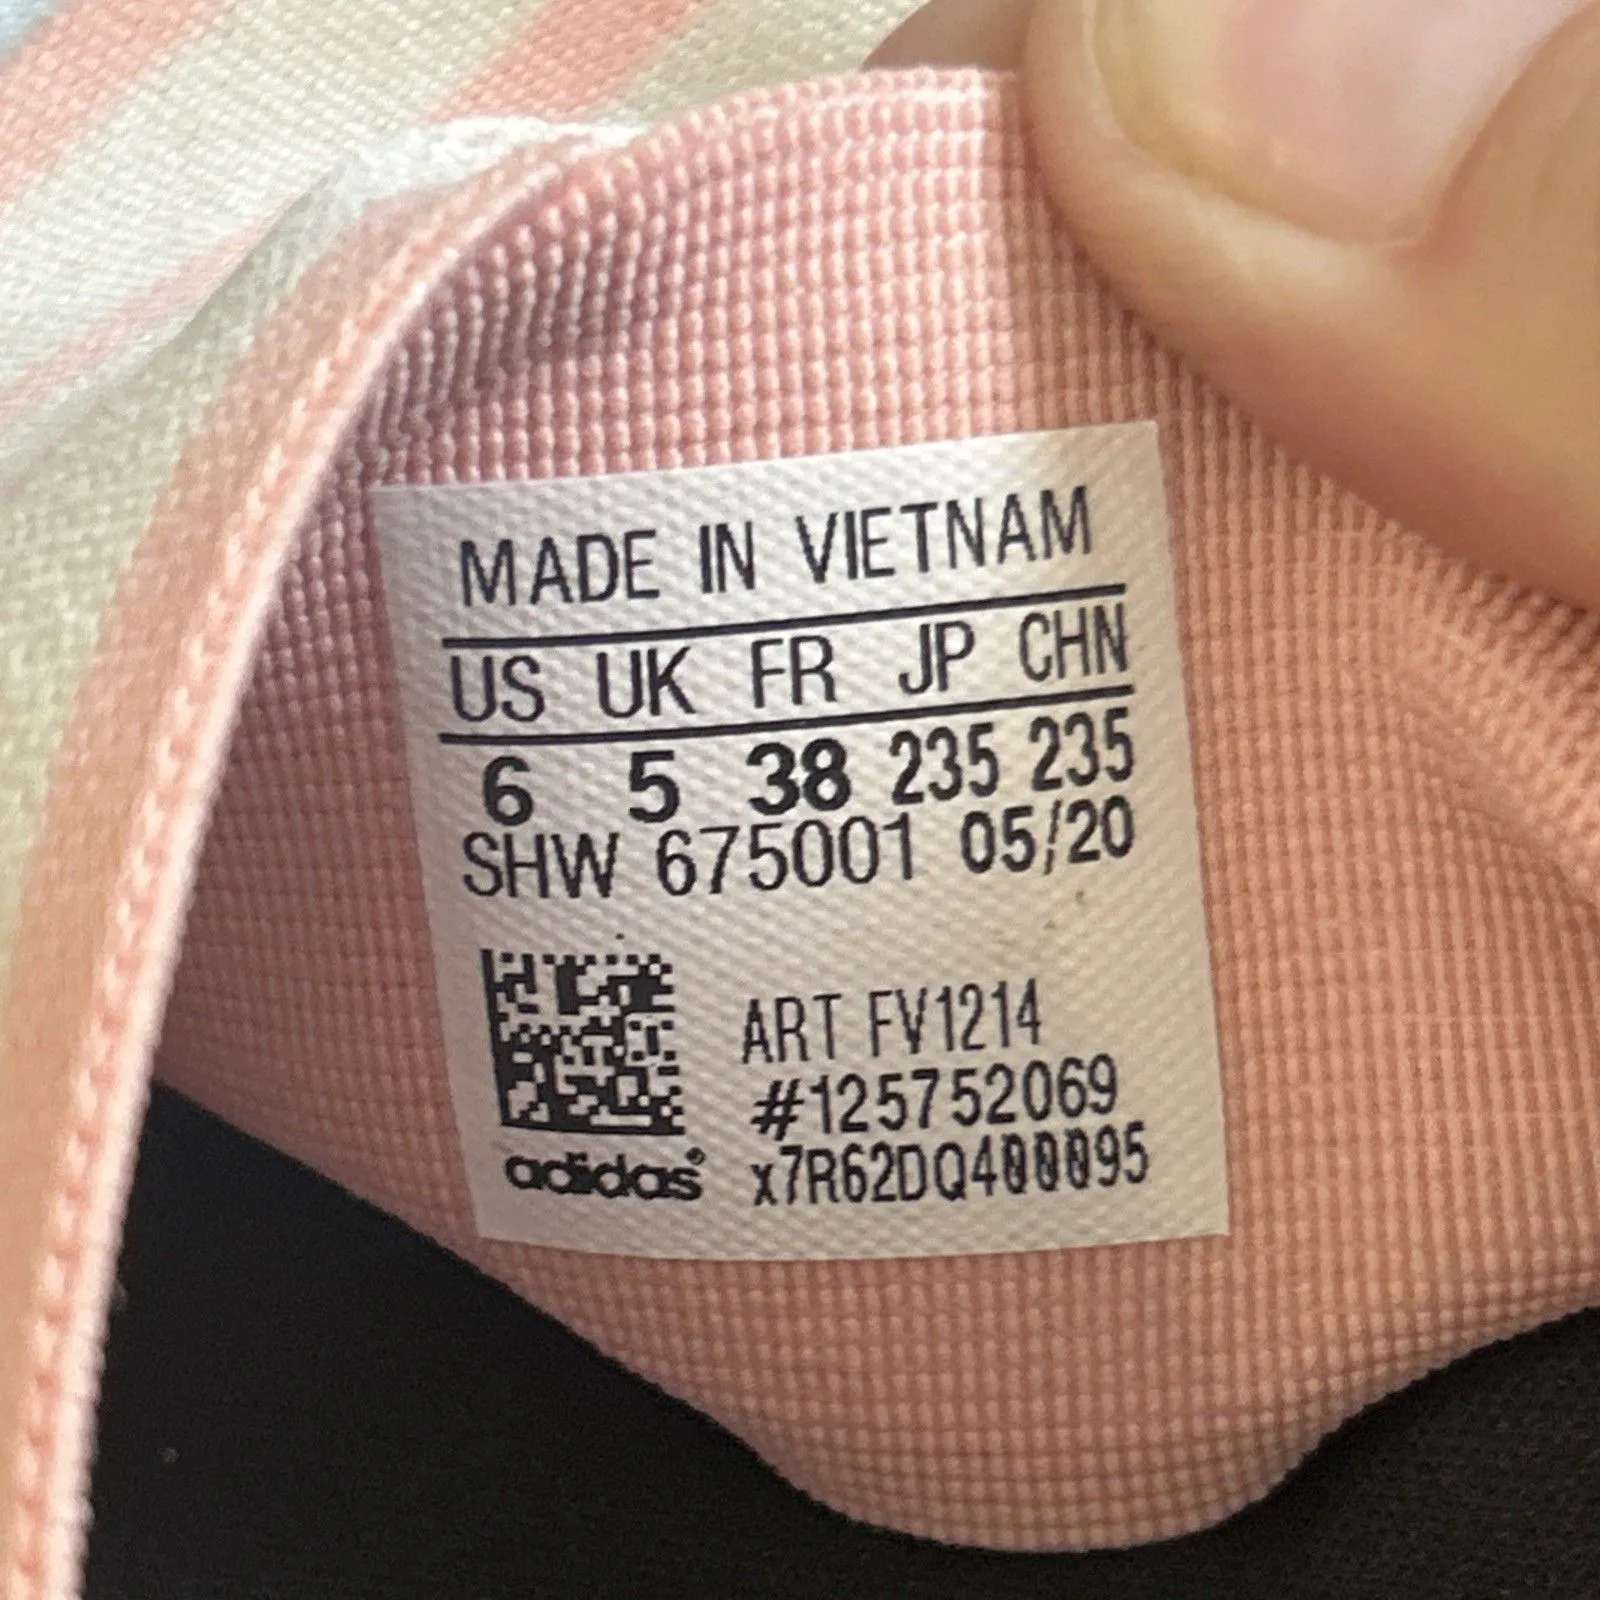 MADE IN VIETNAM
US UK FR JP CHN
6 5 38 235 235
SHW 675001 05/20
ART FV1214
#125752069
adidas® x7R62DQ400095